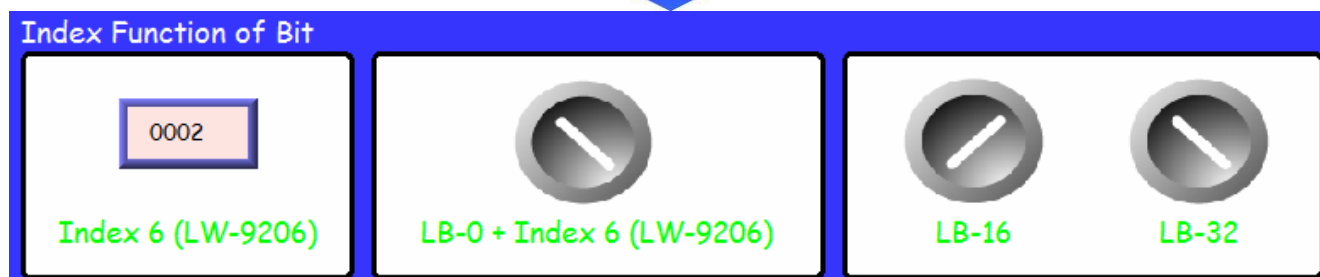 Index Function of Bit
0002
Index 6 (LW-9206)
LB-0 + Index 6 (LW-9206)
LB-16
LB-32